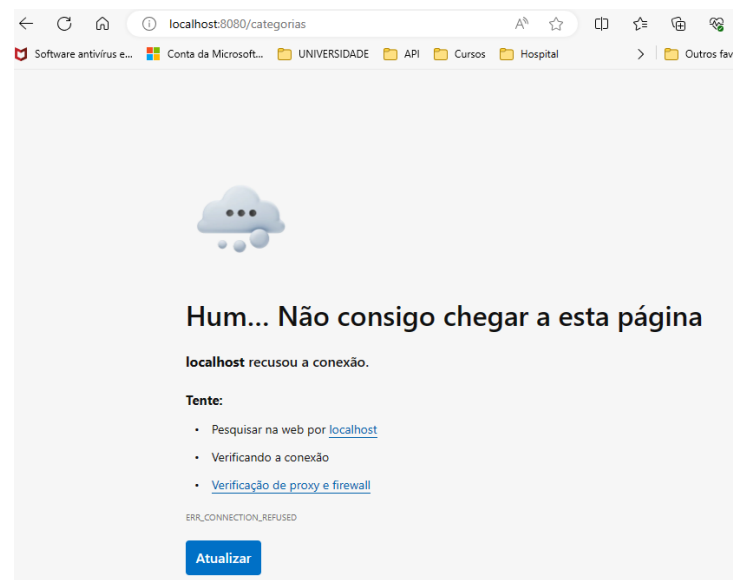 localhost:8080/categorias
Software antivírus e... Conta da Microsoft... UNIVERSIDADE API Cursos Hospital Outros fav
Hum... Não consigo chegar a esta página
localhost recusou a conexão.
Tente:
• Pesquisar na web por localhost
• Verificando a conexão
• Verificação de proxy e firewall
ERR_CONNECTION_REFUSED
Atualizar